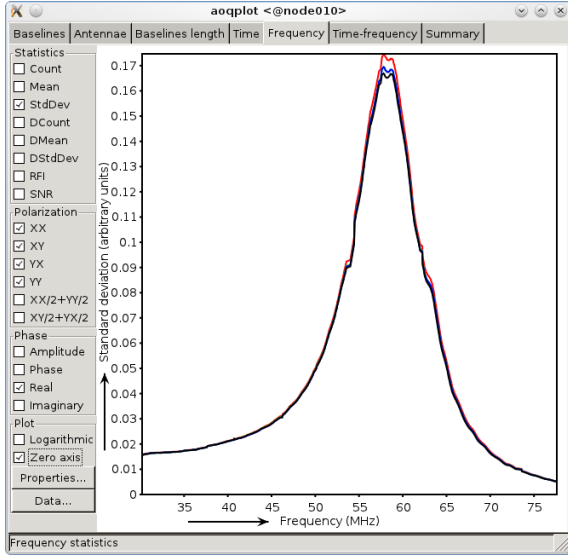 aoqplot <@node010>
Baselines Antennae Baselines length Time Frequency Time-frequency Summary
Statistics
Count
Mean
StdDev
DCount
DMean
DStdDev
RFI
SNR
Polarization
XX
XY
YX
YY
XX/2+YY/2
XY/2+YX/2
Phase
Amplitude
Phase
Real
Imaginary
Plot
Logarithmic
Zero axis
Properties...
Data...
Standard deviation (arbitrary units)
0.17
0.16
0.15
0.14
0.13
0.12
0.11
0.1
0.09
0.08
0.07
0.06
0.05
0.04
0.03
0.02
0.01
0
35 40 45 50 55 60 65 70 75
Frequency (MHz)
Frequency statistics